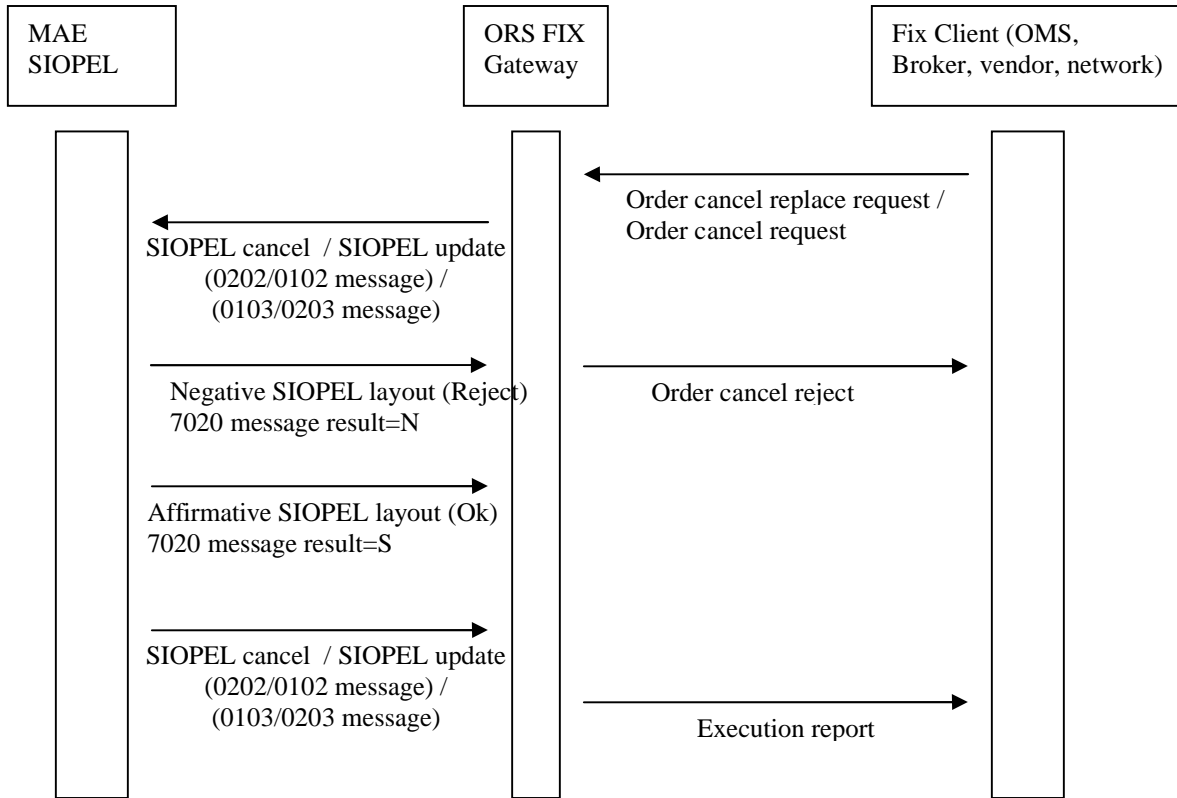 MAE
SIOPEL
ORS FIX
Gateway
Fix Client (OMS,
Broker, vendor, network)
Order cancel replace request /
Order cancel request
SIOPEL cancel / SIOPEL update
(0202/0102 message) /
(0103/0203 message)
Negative SIOPEL layout (Reject)
7020 message result=N
Order cancel reject
Affirmative SIOPEL layout (Ok)
7020 message result=S
SIOPEL cancel / SIOPEL update
(0202/0102 message) /
(0103/0203 message)
Execution report